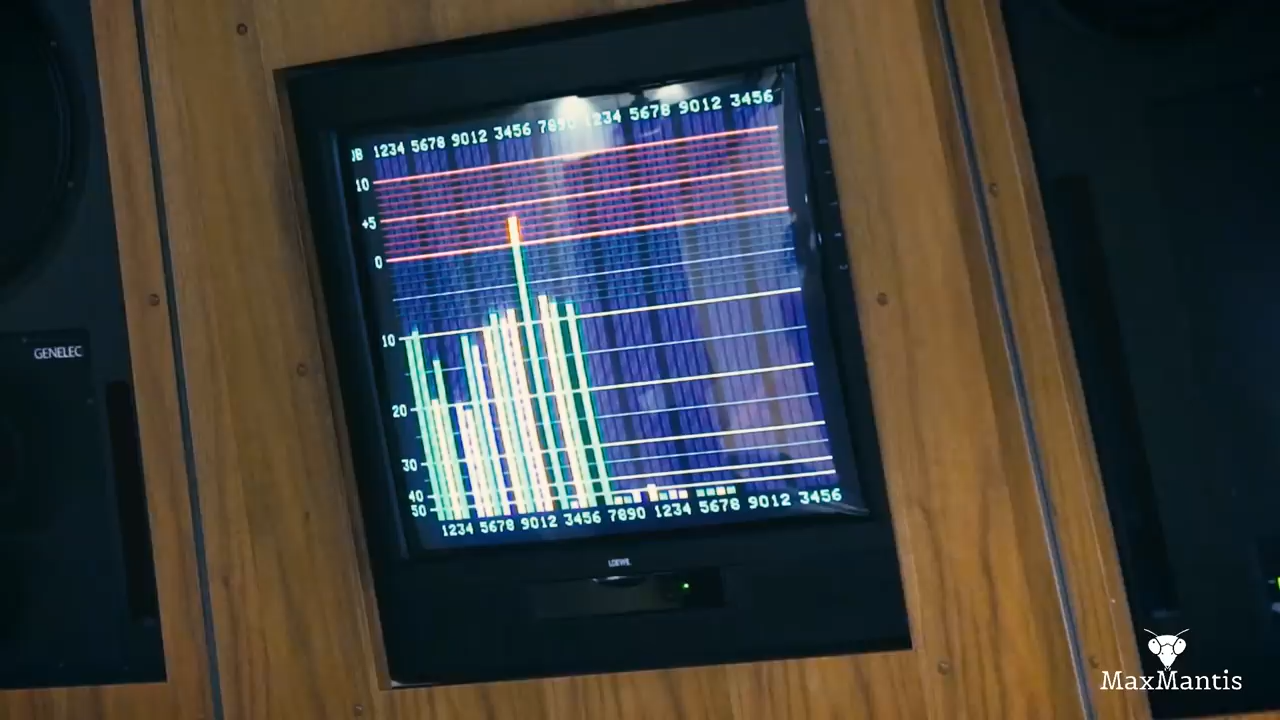 dB 1234 5678 9012 3456 7890 1234 5678 9012 3456
10
+5
0
10
20
30
40
50
1234 5678 9012 3456 7890 1234 5678 9012 3456
GENELEC
LOEWE.
MaxMantis